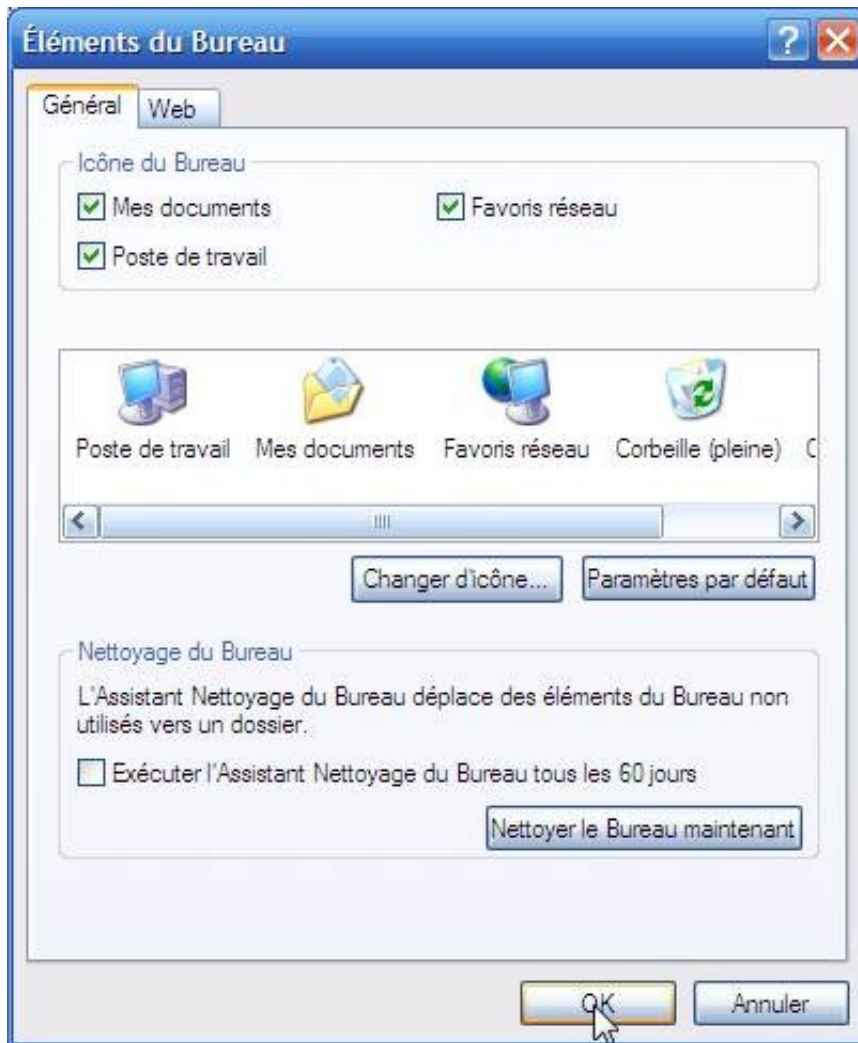 Éléments du Bureau
Général Web
Icône du Bureau
Mes documents Favoris réseau
Poste de travail
Poste de travail Mes documents Favoris réseau Corbeille (pleine)
Changer d'icône... Paramètres par défaut
Nettoyage du Bureau
L'Assistant Nettoyage du Bureau déplace des éléments du Bureau non
utilisés vers un dossier.
Exécuter l'Assistant Nettoyage du Bureau tous les 60 jours
Nettoyer le Bureau maintenant
OK Annuler